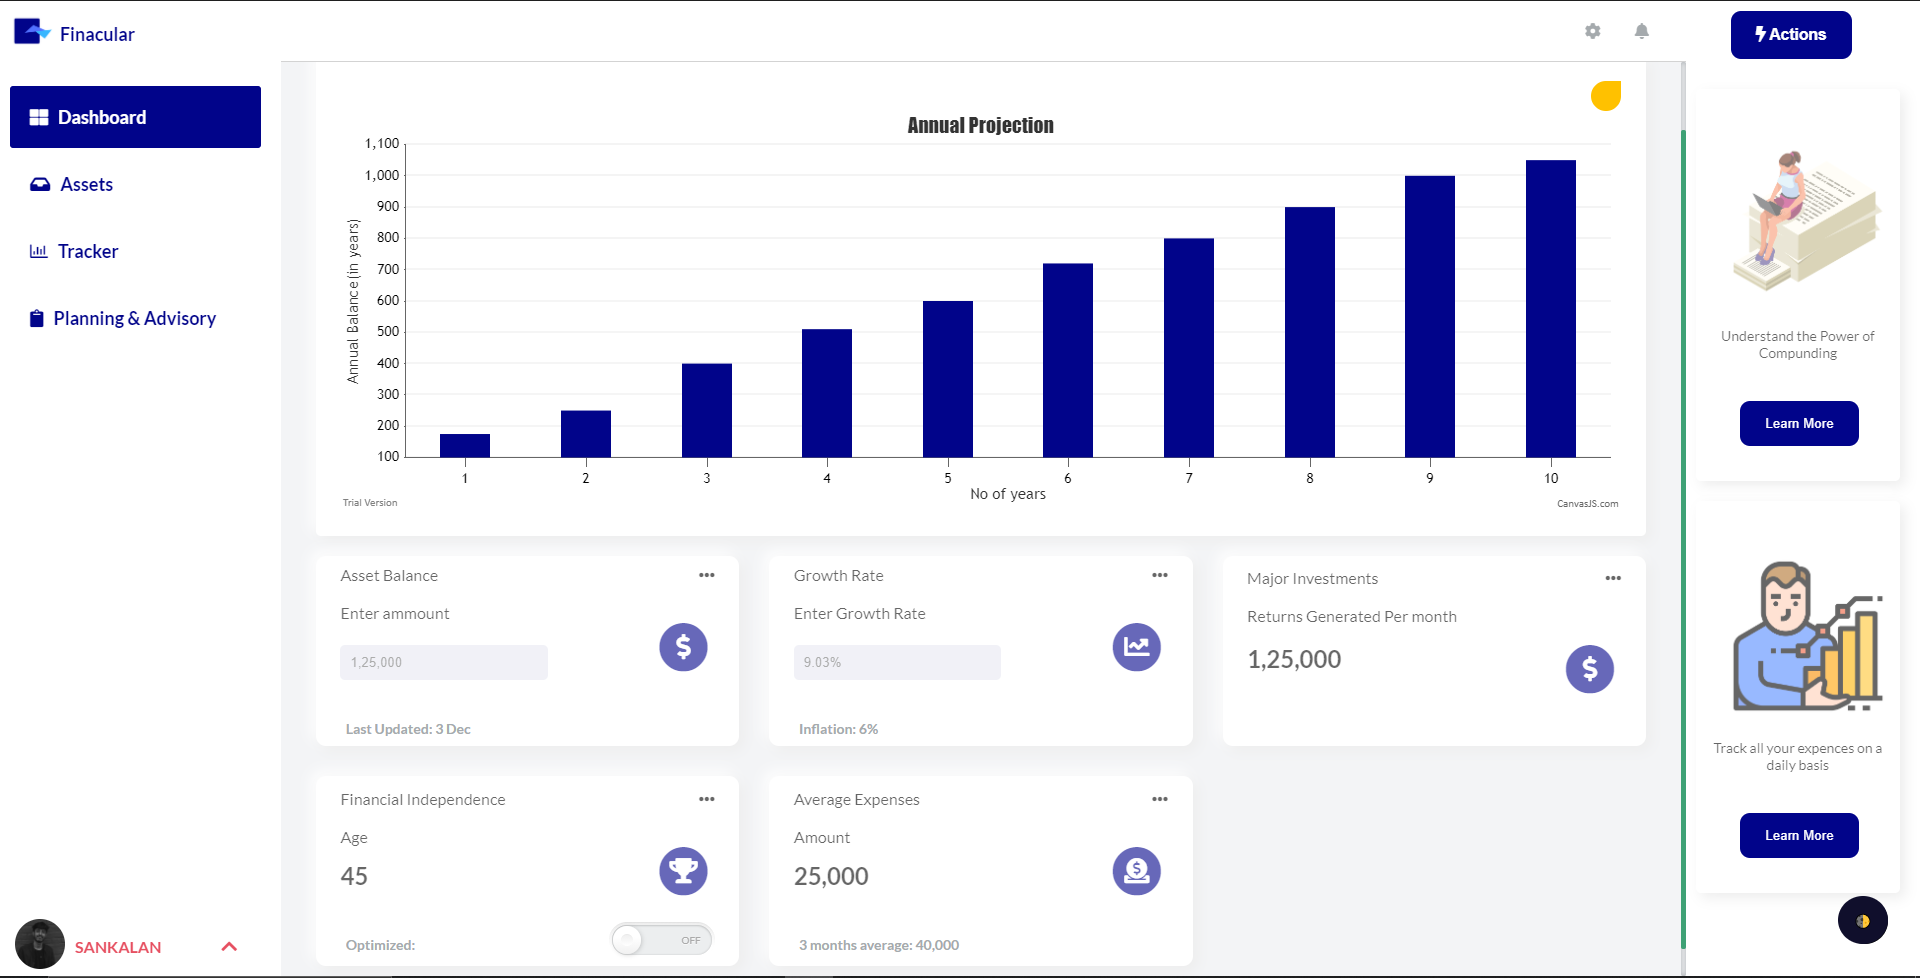 Finacular
Actions
Dashboard
Assets
Tracker
Planning & Advisory
SANKALAN
Annual Projection
Annual Balance(in years)
1,100
1,000
900
800
700
600
500
400
300
200
100
1 2 3 4 5 6 7 8 9 10
No of years
Trial Version
CanvasJS.com
Asset Balance
Enter ammount
1,25,000
Last Updated: 3 Dec
Growth Rate
Enter Growth Rate
9.03%
Inflation: 6%
Major Investments
Returns Generated Per month
1,25,000
Financial Independence
Age
45
Optimized:
OFF
Average Expenses
Amount
25,000
3 months average: 40,000
Understand the Power of
Compunding
Learn More
Track all your expences on a
daily basis
Learn More